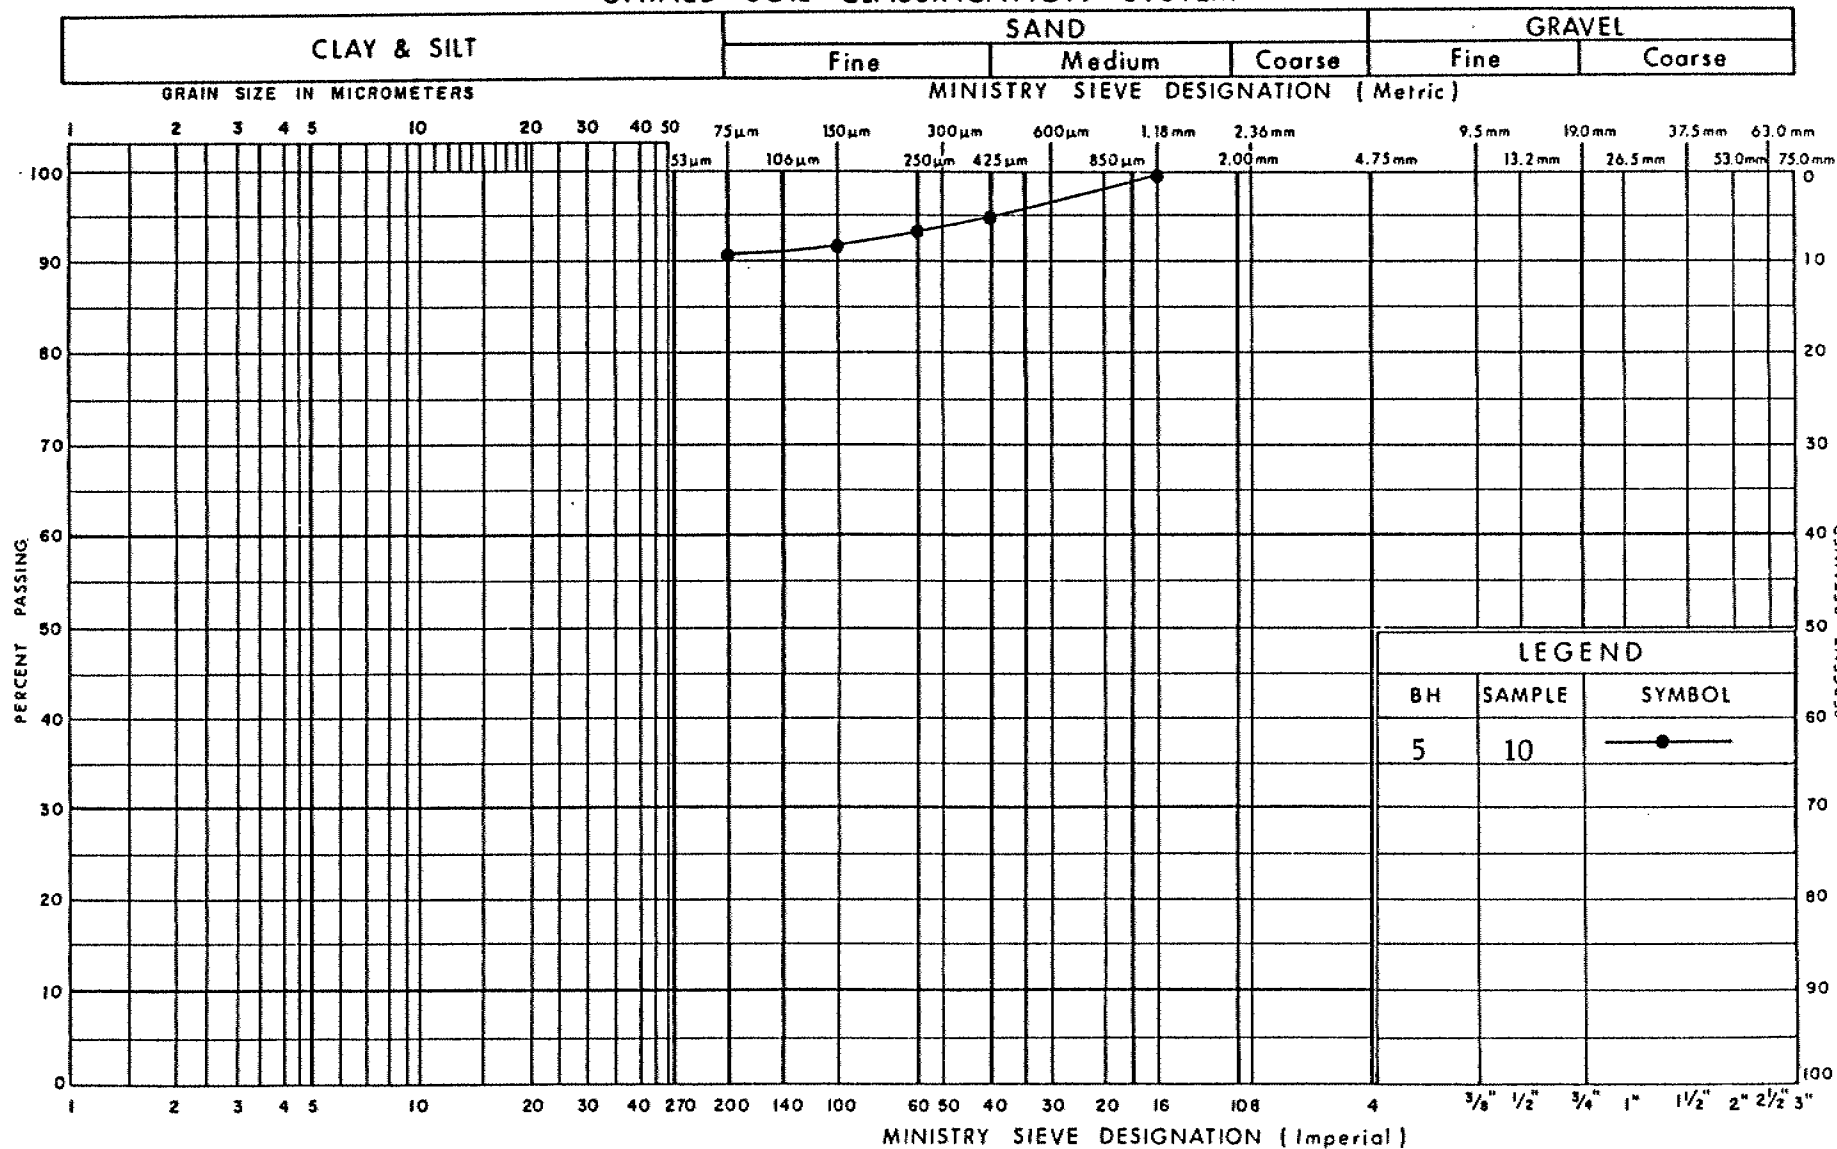 UNIFIED SOIL CLASSIFICATION SYSTEM
CLAY & SILT
SAND
GRAVEL
Fine Medium Coarse Fine Coarse
GRAIN SIZE IN MICROMETERS
MINISTRY SIEVE DESIGNATION (Metric)
1 2 3 4 5 10 20 30 40 50 75μm 150μm 300μm 600μm 1.18mm 2.36mm 9.5mm 19.0mm 37.5mm 63.0mm
53μm 106μm 250μm 425μm 850μm 2.00mm 4.75mm 13.2mm 26.5mm 53.0mm 75.0mm
100 0
90 10
80 20
70 30
60 40
50 50
40 60
30 70
20 80
10 90
0 100
PERCENT PASSING
LEGEND
BH SAMPLE SYMBOL
5 10
1 2 3 4 5 10 20 30 40 270 200 140 100 60 50 40 30 20 16 108 4 3/8" 1/2" 3/4" 1" 1 1/2" 2" 2 1/2" 3"
MINISTRY SIEVE DESIGNATION (Imperial)